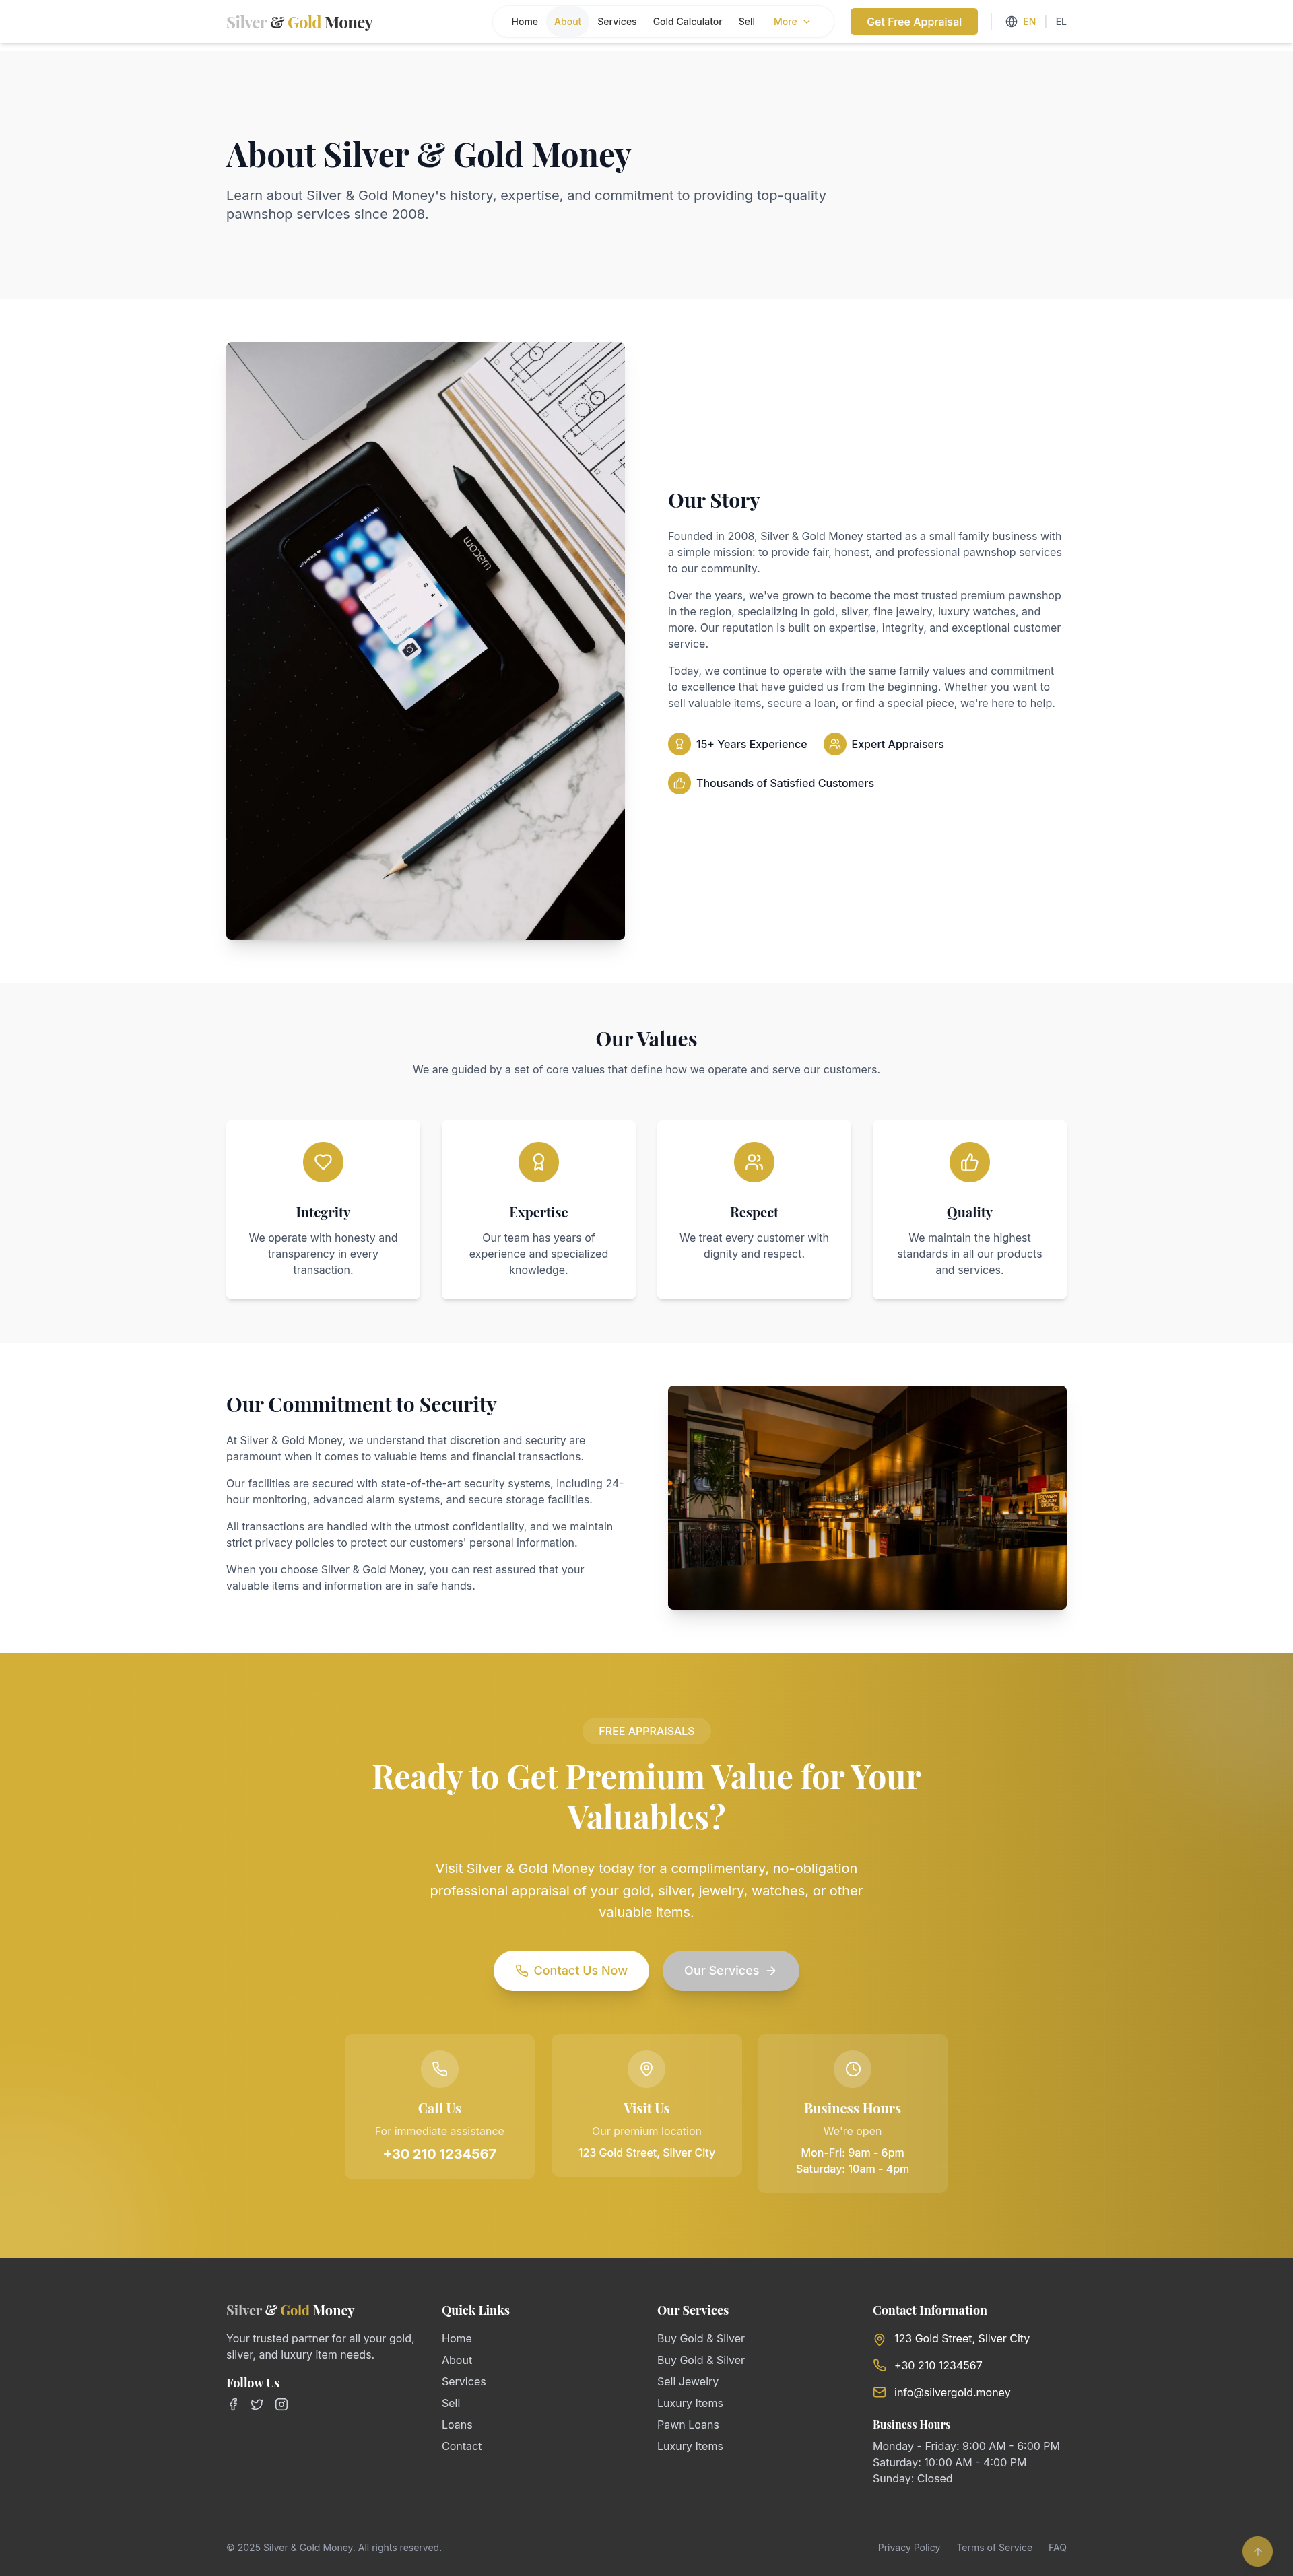 Silver & Gold Money
Home
About
Services
Gold Calculator
Sell
More
Get Free Appraisal
EN
EL
About Silver & Gold Money
Learn about Silver & Gold Money's history, expertise, and commitment to providing top-quality
pawnshop services since 2008.
wacom
Our Story
Founded in 2008, Silver & Gold Money started as a small family business with
a simple mission: to provide fair, honest, and professional pawnshop services
to our community.
Over the years, we've grown to become the most trusted premium pawnshop
in the region, specializing in gold, silver, fine jewelry, luxury watches, and
more. Our reputation is built on expertise, integrity, and exceptional customer
service.
Today, we continue to operate with the same family values and commitment
to excellence that have guided us from the beginning. Whether you want to
sell valuable items, secure a loan, or find a special piece, we're here to help.
15+ Years Experience
Expert Appraisers
Thousands of Satisfied Customers
Our Values
We are guided by a set of core values that define how we operate and serve our customers.
Integrity
We operate with honesty and
transparency in every
transaction.
Expertise
Our team has years of
experience and specialized
knowledge.
Respect
We treat every customer with
dignity and respect.
Quality
We maintain the highest
standards in all our products
and services.
Our Commitment to Security
At Silver & Gold Money, we understand that discretion and security are
paramount when it comes to valuable items and financial transactions.
Our facilities are secured with state-of-the-art security systems, including 24-
hour monitoring, advanced alarm systems, and secure storage facilities.
All transactions are handled with the utmost confidentiality, and we maintain
strict privacy policies to protect our customers' personal information.
When you choose Silver & Gold Money, you can rest assured that your
valuable items and information are in safe hands.
FREE APPRAISALS
Ready to Get Premium Value for Your
Valuables?
Visit Silver & Gold Money today for a complimentary, no-obligation
professional appraisal of your gold, silver, jewelry, watches, or other
valuable items.
Contact Us Now
Our Services
Call Us
For immediate assistance
+30 210 1234567
Visit Us
Our premium location
123 Gold Street, Silver City
Business Hours
We're open
Mon-Fri: 9am - 6pm
Saturday: 10am - 4pm
Silver & Gold Money
Your trusted partner for all your gold,
silver, and luxury item needs.
Follow Us
Quick Links
Home
About
Services
Sell
Loans
Contact
Our Services
Buy Gold & Silver
Buy Gold & Silver
Sell Jewelry
Luxury Items
Pawn Loans
Luxury Items
Contact Information
123 Gold Street, Silver City
+30 210 1234567
info@silvergold.money
Business Hours
Monday - Friday: 9:00 AM - 6:00 PM
Saturday: 10:00 AM - 4:00 PM
Sunday: Closed
© 2025 Silver & Gold Money. All rights reserved.
Privacy Policy
Terms of Service
FAQ